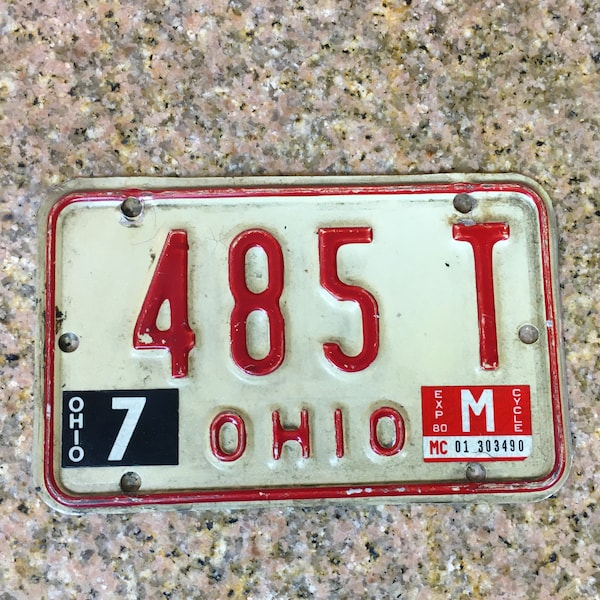 485 T
OHIO
7
OHIO
EXP 80
M
CYCLE
MC 01 303490